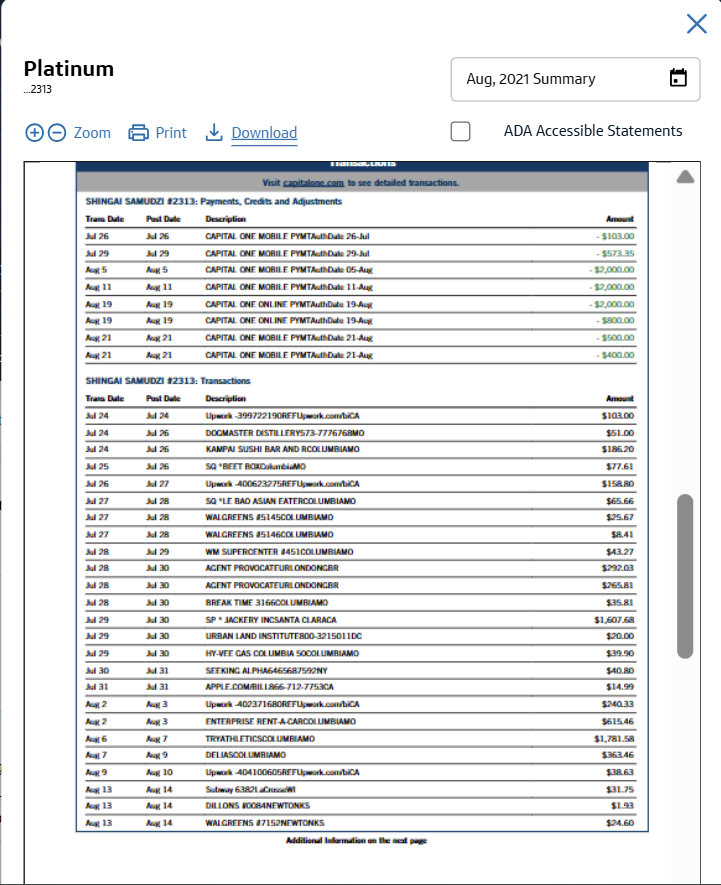 Platinum
...2313
Aug, 2021 Summary
Zoom Print Download
ADA Accessible Statements
Transactions
Visit capitalone.com to see detailed transactions.
SHINGAI SAMUDZI #2313: Payments, Credits and Adjustments
Trans Date Post Date Description Amount
Jul 26 Jul 26 CAPITAL ONE MOBILE PYMTAuthDate 26-Jul - $103.00
Jul 29 Jul 29 CAPITAL ONE MOBILE PYMTAuthDate 29-Jul - $573.35
Aug 5 Aug 5 CAPITAL ONE MOBILE PYMTAuthDate 05-Aug - $2,000.00
Aug 11 Aug 11 CAPITAL ONE MOBILE PYMTAuthDate 11-Aug - $2,000.00
Aug 19 Aug 19 CAPITAL ONE ONLINE PYMTAuthDate 19-Aug - $2,000.00
Aug 19 Aug 19 CAPITAL ONE ONLINE PYMTAuthDate 19-Aug - $800.00
Aug 21 Aug 21 CAPITAL ONE MOBILE PYMTAuthDate 21-Aug - $500.00
Aug 21 Aug 21 CAPITAL ONE MOBILE PYMTAuthDate 21-Aug - $400.00
SHINGAI SAMUDZI #2313: Transactions
Trans Date Post Date Description Amount
Jul 24 Jul 24 Upwork -399722190REFUpwork.com/biCA $103.00
Jul 24 Jul 26 DOGMASTER DISTILLERY573-7776768MO $51.00
Jul 24 Jul 26 KAMPAI SUSHI BAR AND RCOLUMBIAMO $186.20
Jul 25 Jul 26 SQ *BEET BOXColumbiaMO $77.61
Jul 26 Jul 27 Upwork -400623275REFUpwork.com/biCA $158.80
Jul 27 Jul 28 SQ *LE BAO ASIAN EATERCOLUMBIAMO $65.66
Jul 27 Jul 28 WALGREENS #5145COLUMBIAMO $25.67
Jul 27 Jul 28 WALGREENS #5146COLUMBIAMO $8.41
Jul 28 Jul 29 WM SUPERCENTER #451COLUMBIAMO $43.27
Jul 28 Jul 30 AGENT PROVOCATEURLONDONGBR $292.03
Jul 28 Jul 30 AGENT PROVOCATEURLONDONGBR $265.81
Jul 28 Jul 30 BREAK TIME 3166COLUMBIAMO $35.81
Jul 29 Jul 30 SP * JACKERY INCSANTA CLARACA $1,607.68
Jul 29 Jul 30 URBAN LAND INSTITUTE800-3215011DC $20.00
Jul 29 Jul 30 HY-VEE GAS COLUMBIA 50COLUMBIAMO $39.90
Jul 30 Jul 31 SEEKING ALPHA6465687592NY $40.80
Jul 31 Jul 31 APPLE.COM/BILL866-712-7753CA $14.99
Aug 2 Aug 3 Upwork -402371680REFUpwork.com/biCA $240.33
Aug 2 Aug 3 ENTERPRISE RENT-A-CARCOLUMBIAMO $615.46
Aug 6 Aug 7 TRYATHLETICSCOLUMBIAMO $1,781.58
Aug 7 Aug 9 DELIASCOLUMBIAMO $363.46
Aug 9 Aug 10 Upwork -404100605REFUpwork.com/biCA $38.63
Aug 13 Aug 14 Subway 6382LaCrosseWI $31.75
Aug 13 Aug 14 DILLONS #0084NEWTONKS $1.93
Aug 13 Aug 14 WALGREENS #7152NEWTONKS $24.60
Additional Information on the next page